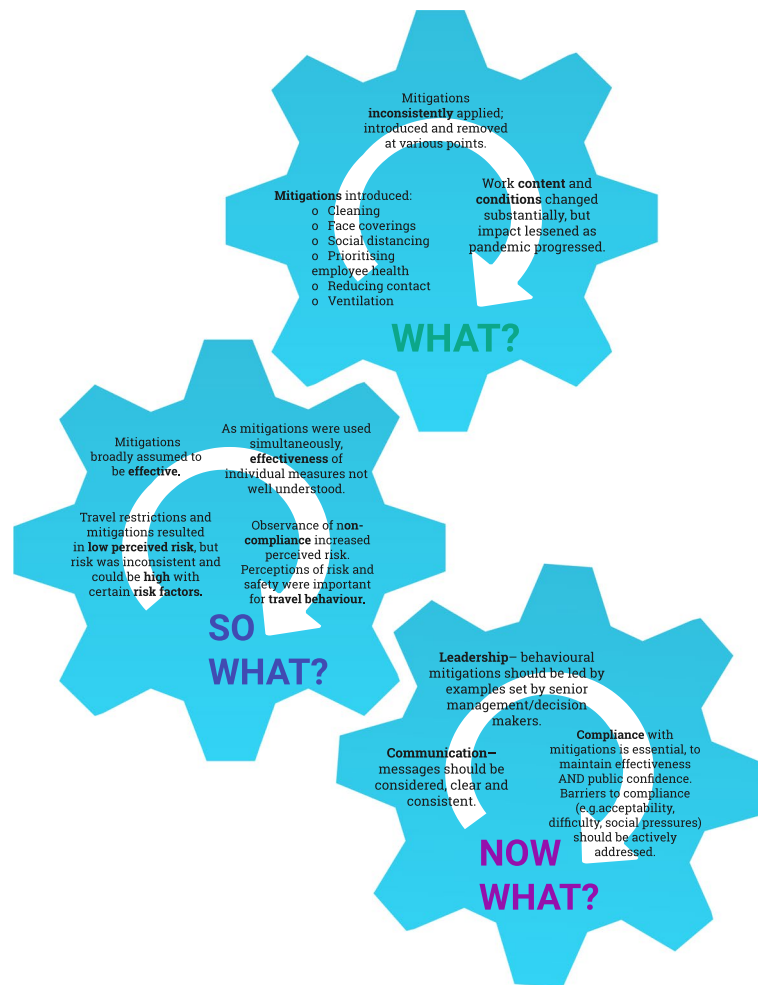 Mitigations
inconsistently applied;
introduced and removed
at various points.
Mitigations introduced:
o Cleaning
o Face coverings
o Social distancing
o Prioritising
employee health
o Reducing contact
o Ventilation
Work content and
conditions changed
substantially, but
impact lessened as
pandemic progressed.
WHAT?
Mitigations
broadly assumed to
be effective.
As mitigations were used
simultaneously,
effectiveness of
individual measures not
well understood.
Travel restrictions and
mitigations resulted
in low perceived risk, but
risk was inconsistent and
could be high with
certain risk factors.
Observance of non-
compliance increased
perceived risk.
Perceptions of risk and
safety were important
for travel behaviour.
SO
WHAT?
Leadership– behavioural
mitigations should be led by
examples set by senior
management/decision
makers.
Communication–
messages should be
considered, clear and
consistent.
Compliance with
mitigations is essential, to
maintain effectiveness
AND public confidence.
Barriers to compliance
(e.g.acceptability,
difficulty, social pressures)
should be actively
addressed.
NOW
WHAT?